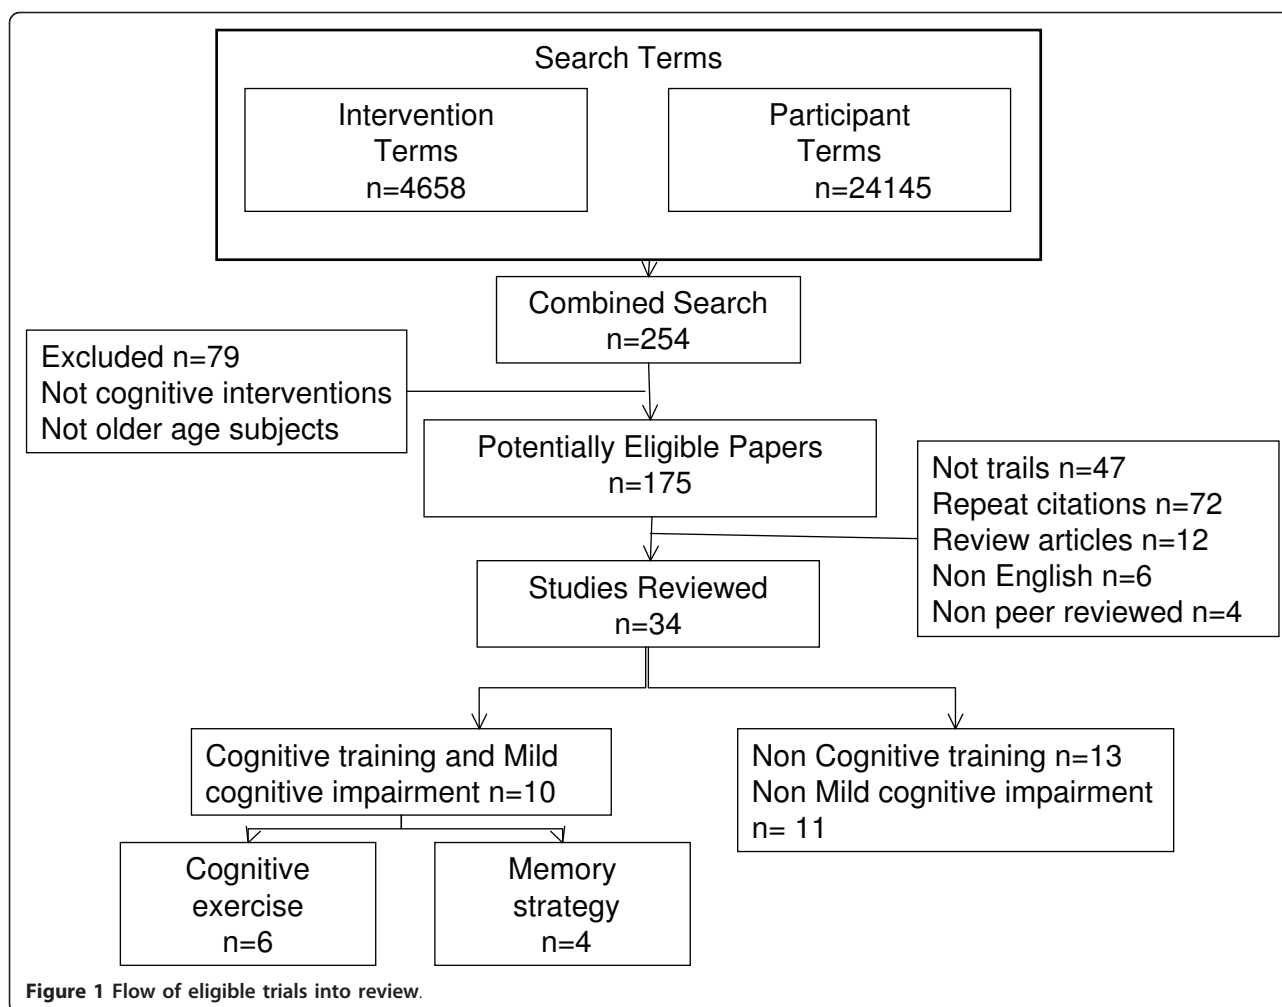 Search Terms
Intervention
Terms
n=4658
Participant
Terms
n=24145
Combined Search
n=254
Excluded n=79
Not cognitive interventions
Not older age subjects
Potentially Eligible Papers
n=175
Not trails n=47
Repeat citations n=72
Review articles n=12
Non English n=6
Non peer reviewed n=4
Studies Reviewed
n=34
Cognitive training and Mild
cognitive impairment n=10
Non Cognitive training n=13
Non Mild cognitive impairment
n= 11
Cognitive
exercise
n=6
Memory
strategy
n=4
Figure 1 Flow of eligible trials into review.